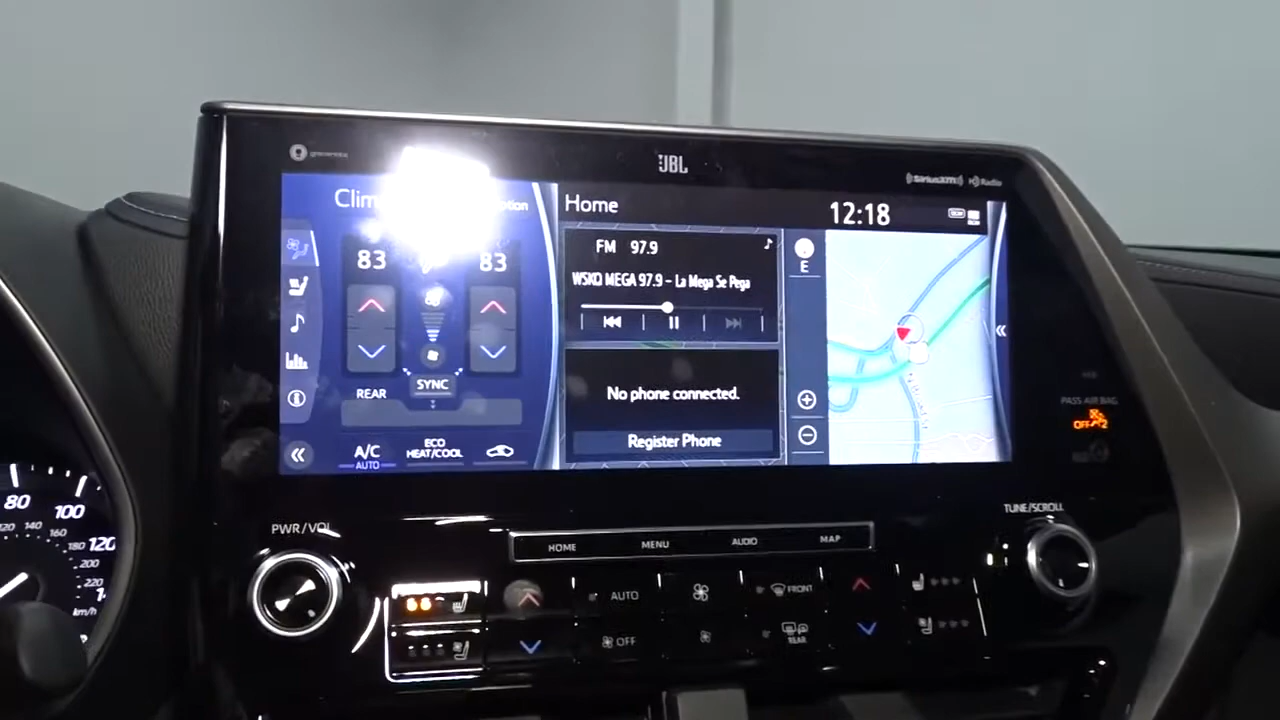 JBL
SiriusXM
HD Radio
Home
12:18
83
83
FM 97.9
WSKQ MEGA 97.9 - La Mega Se Pega
E
SYNC
REAR
No phone connected.
Register Phone
A/C
AUTO
ECO
HEAT/COOL
PASS AIR BAG
OFF
2
PWR/VOL
TUNE/SCROLL
HOME
MENU
AUDIO
MAP
AUTO
FRONT
OFF
REAR
80
100
120
120
140
160
180
200
220
km/h